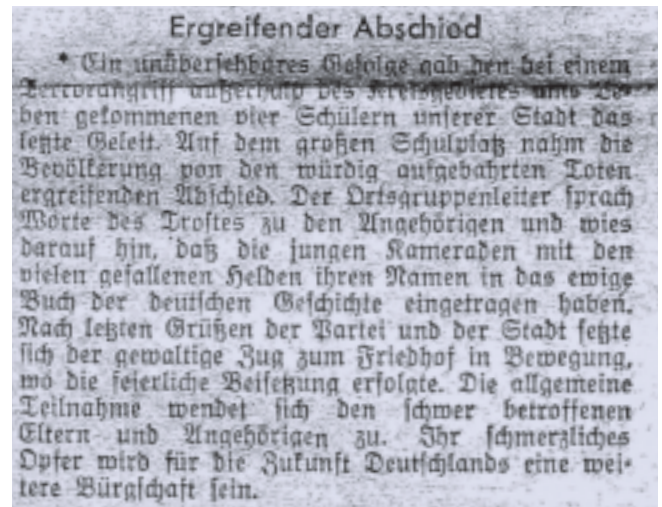 Ergreifender Abschied
* Ein unübersehbares Gefolge gab den bei einem
Terrorangriff außerhalb des Kreisgebietes ums Le-
ben gekommenen vier Schülern unserer Stadt das
letzte Geleit. Auf dem großen Schulplatz nahm die
Bevölkerung von den würdig aufgebahrten Toten
ergreifenden Abschied. Der Ortsgruppenleiter sprach
Worte des Trostes zu den Angehörigen und wies
darauf hin, daß die jungen Kameraden mit den
vielen gefallenen Helden ihren Namen in das ewige
Buch der deutschen Geschichte eingetragen haben.
Nach letzten Grüßen der Partei und der Stadt setzte
sich der gewaltige Zug zum Friedhof in Bewegung,
wo die feierliche Beisetzung erfolgte. Die allgemeine
Teilnahme wendet sich den schwer betroffenen
Eltern und Angehörigen zu. Ihr schmerzliches
Opfer wird für die Zukunft Deutschlands eine wei-
tere Bürgschaft sein.